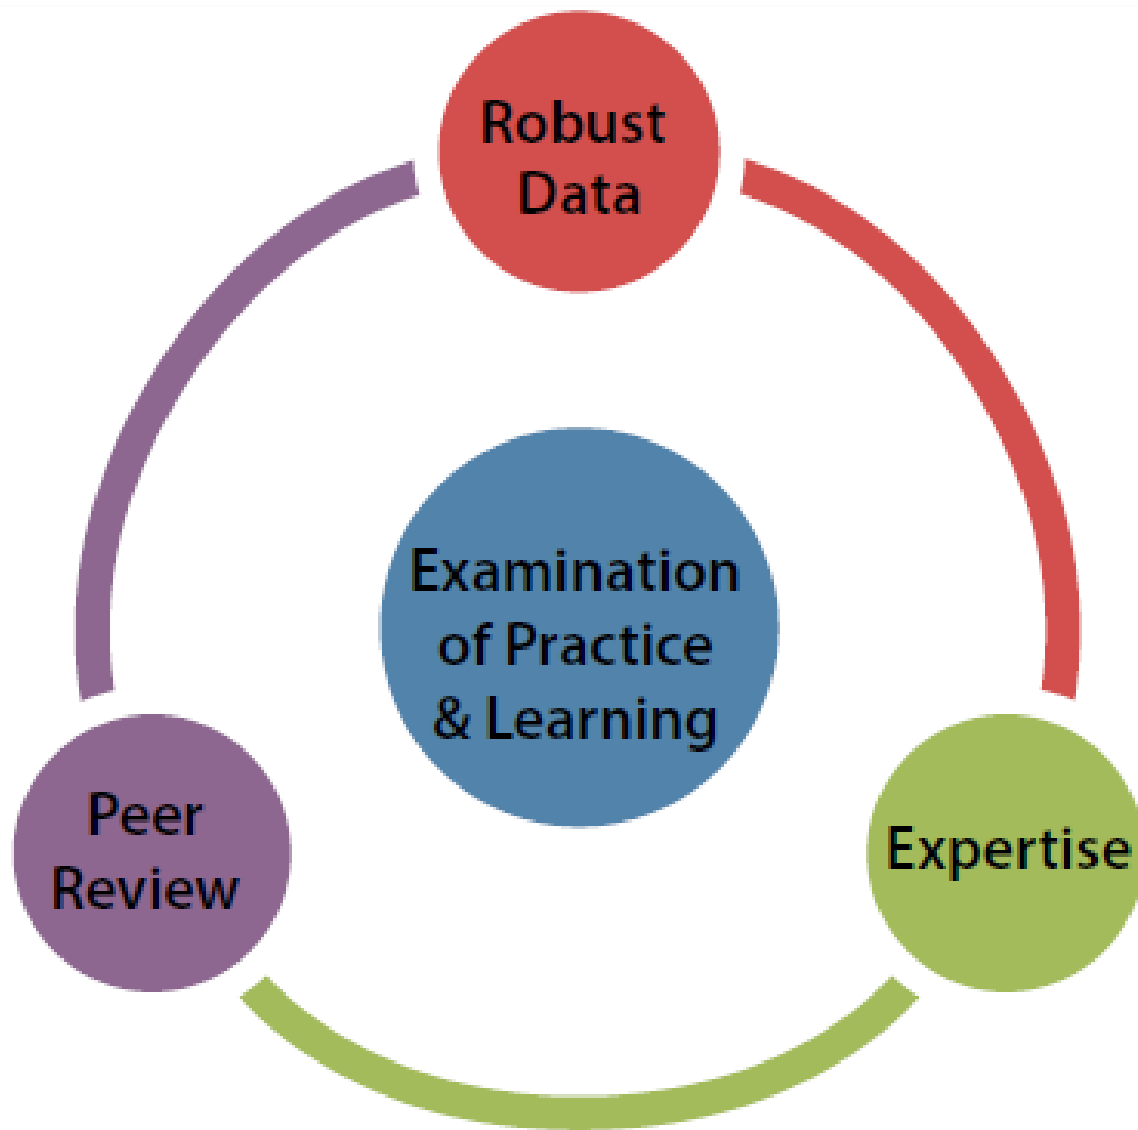 Robust
Data
Examination
of Practice
& Learning
Peer
Review
Expertise